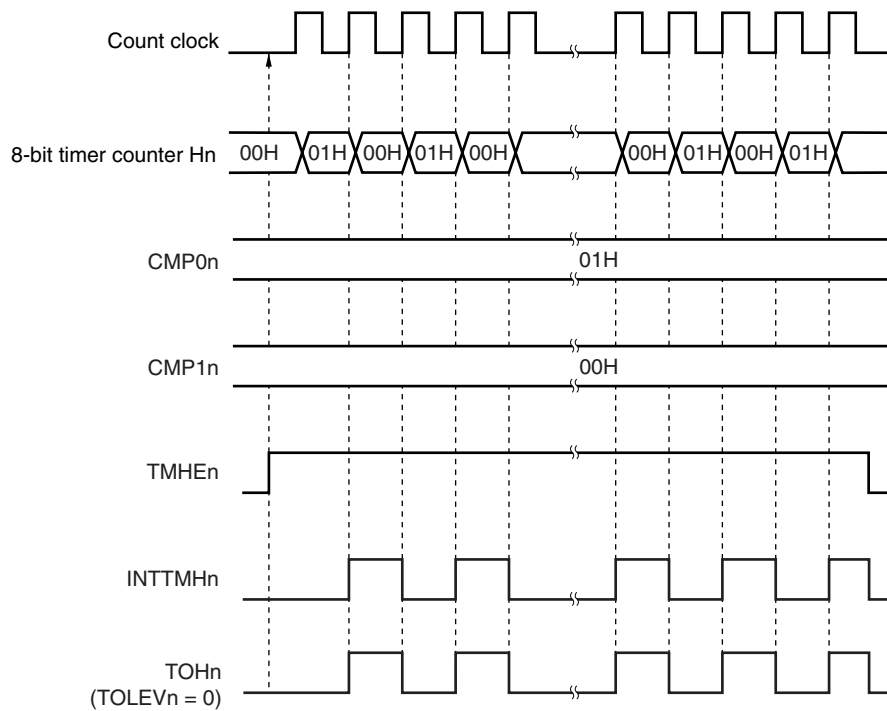 Count clock
8-bit timer counter Hn 00H 01H 00H 01H 00H 00H 01H 00H 01H
CMP0n 01H
CMP1n 00H
TMHEn
INTTMHn
TOHn
(TOLEVn = 0)